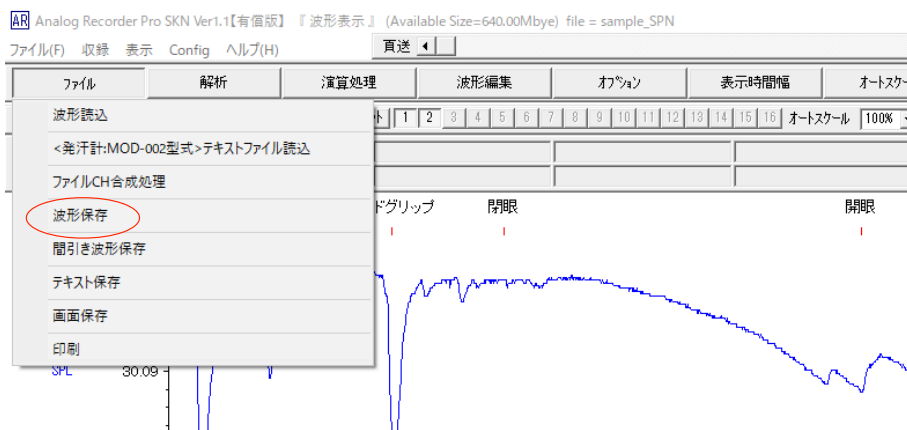 AR Analog Recorder Pro SKN Ver1.1【有償版】 『 波形表示 』 (Available Size=640.00Mbye) file = sample_SPN
ファイル(F) 収録 表示 Config ヘルプ(H) 頁送
ファイル 解析 演算処理 波形編集 オプション 表示時間幅 オートスケー
1 2 3 4 5 6 7 8 9 10 11 12 13 14 15 16 オートスケール 100%
波形読込
<発汗計:MOD-002型式>テキストファイル読込
ファイルCH合成処理
波形保存
間引き波形保存
テキスト保存
画面保存
印刷
ドグリップ 閉眼 開眼
SPL 30.09